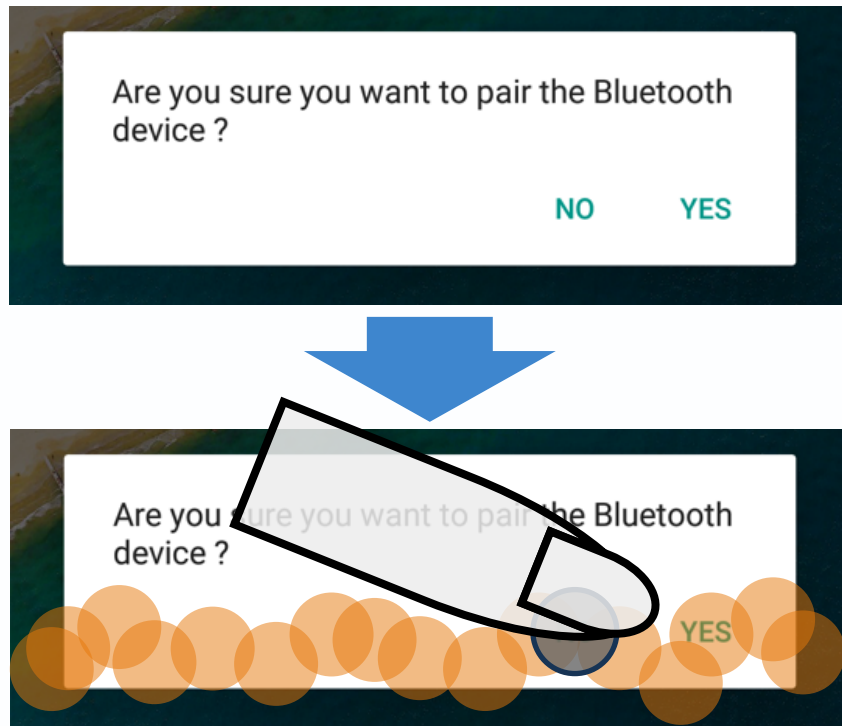 Are you sure you want to pair the Bluetooth
device ?
NO YES
Are you sure you want to pair the Bluetooth
device ?
YES